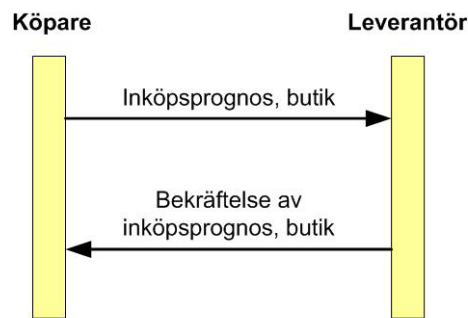 Köpare
Leverantör
Inköpsprognos, butik
Bekräftelse av
inköpsprognos, butik